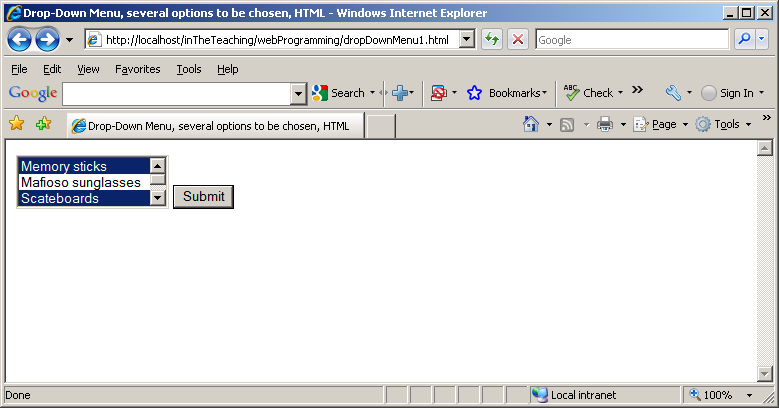 Drop-Down Menu, several options to be chosen, HTML - Windows Internet Explorer
http://localhost/inTheTeaching/webProgramming/dropDownMenu1.html
Google
File Edit View Favorites Tools Help
Google Search Bookmarks ABC Check » Sign In
Drop-Down Menu, several options to be chosen, HTML Page Tools »
Memory sticks
Mafioso sunglasses
Scateboards
Submit
Done Local intranet 100%